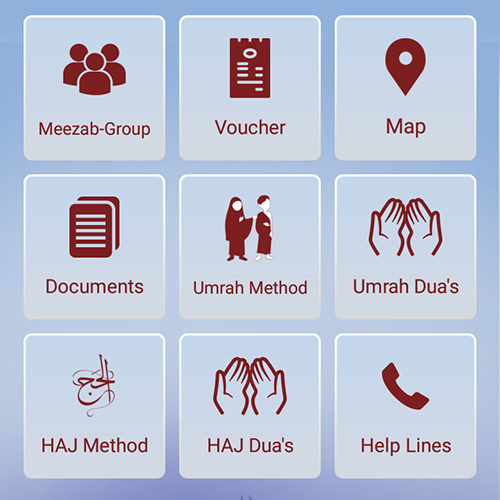 Meezab-Group
Voucher
Map
Documents
Umrah Method
Umrah Dua's
الحج
HAJ Method
HAJ Dua's
Help Lines